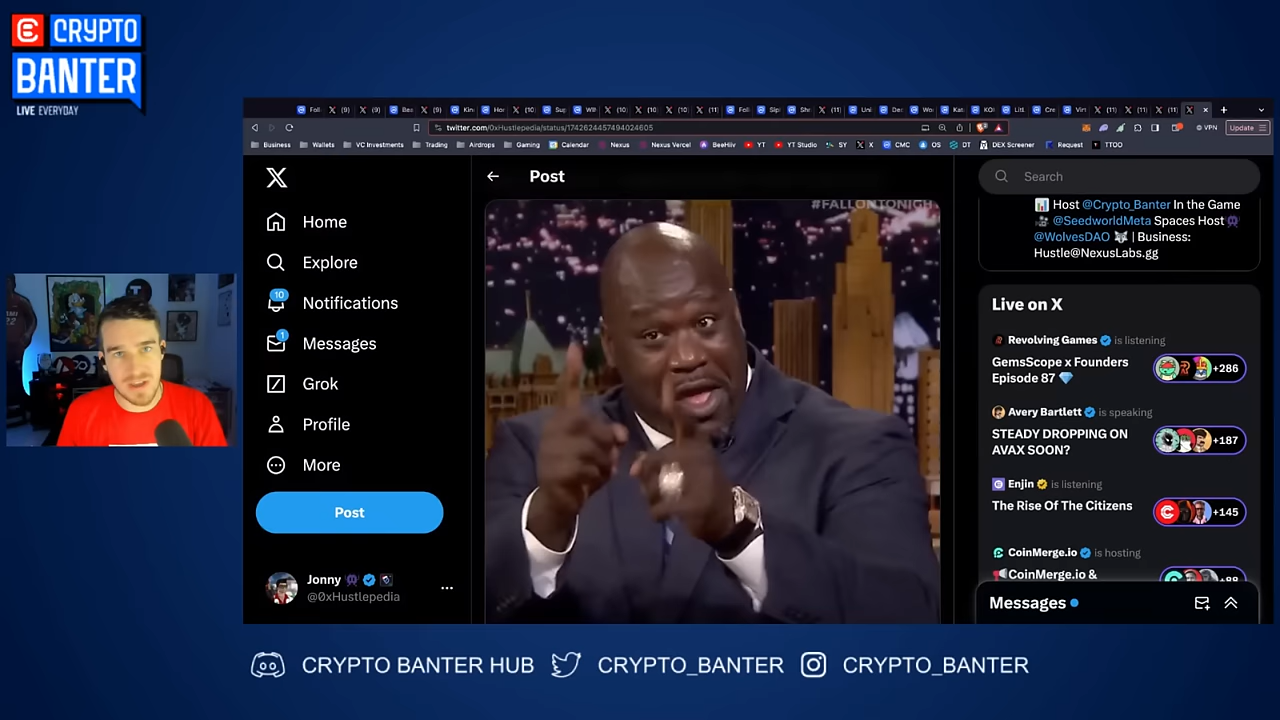 CRYPTO
BANTER
LIVE EVERYDAY
twitter.com/0xHustlepedia/status/1742624457494024605
VPN
Update
Business
Wallets
VC Investments
Trading
Airdrops
Gaming
Calendar
Nexus
Nexus Vercel
BeeHiiv
YT
YT Studio
SY
X
CMC
OS
DT
DEX Screener
Request
TTOO
Home
Explore
10
Notifications
1
Messages
Grok
Profile
More
Post
Jonny
@0xHustlepedia
Post
#FALLONTONIGH
Search
Host @Crypto_Banter In the Game
@SeedworldMeta Spaces Host
@WolvesDAO | Business:
Hustle@NexusLabs.gg
Live on X
Revolving Games is listening
GemsScope x Founders
Episode 87
+286
Avery Bartlett is speaking
STEADY DROPPING ON
AVAX SOON?
+187
Enjin is listening
The Rise Of The Citizens
+145
CoinMerge.io is hosting
CoinMerge.io &
+88
Messages
CRYPTO BANTER HUB
CRYPTO_BANTER
CRYPTO_BANTER